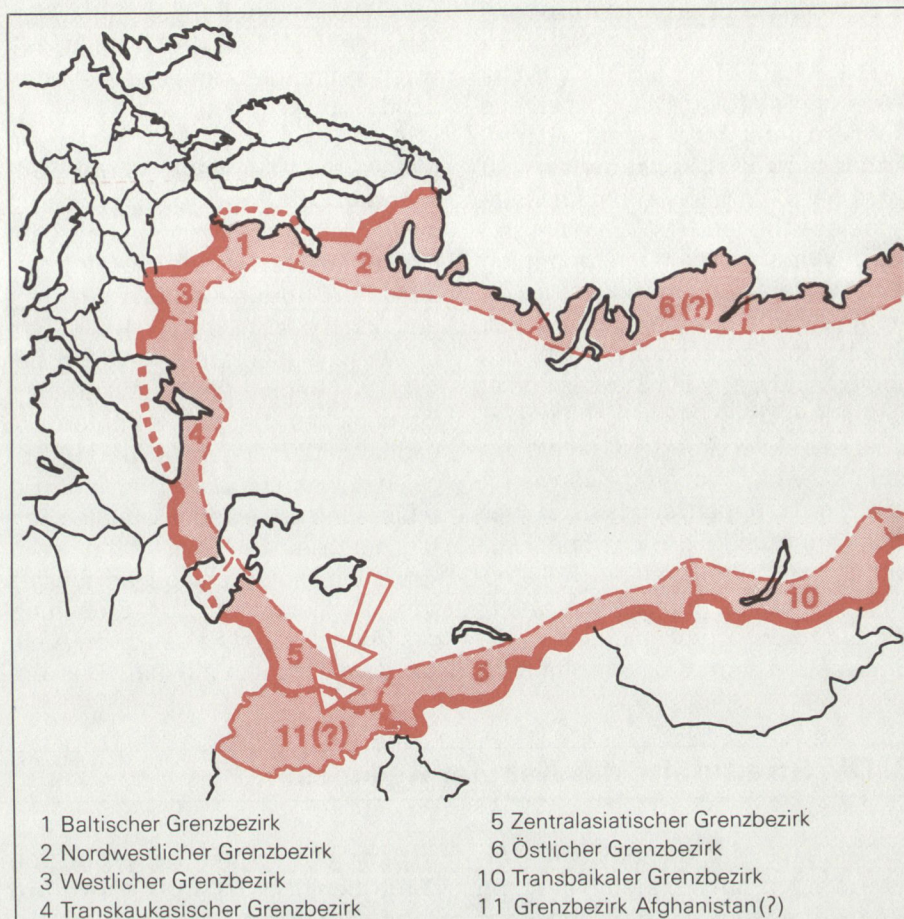 1
2
3
6 (?)
4
5
6
10
11 (?)
1 Baltischer Grenzbezirk
2 Nordwestlicher Grenzbezirk
3 Westlicher Grenzbezirk
4 Transkaukasischer Grenzbezirk
5 Zentralasiatischer Grenzbezirk
6 Östlicher Grenzbezirk
10 Transbaikaler Grenzbezirk
11 Grenzbezirk Afghanistan(?)